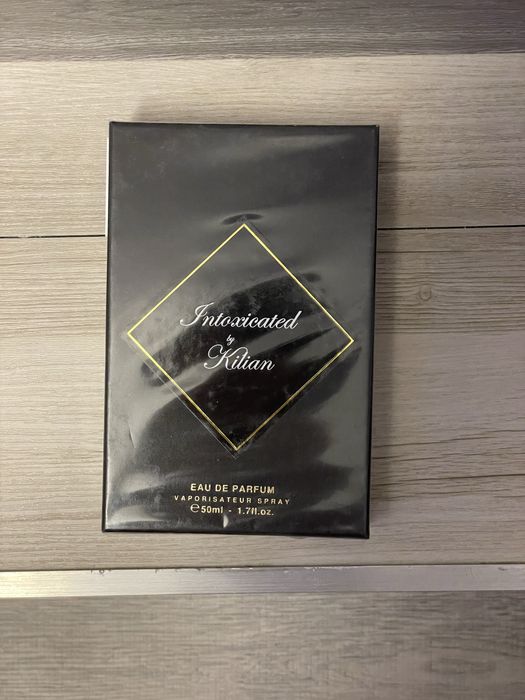 Intoxicated
by
Kilian
EAU DE PARFUM
VAPORISATEUR SPRAY
℮50ml - 1.7fl.oz.